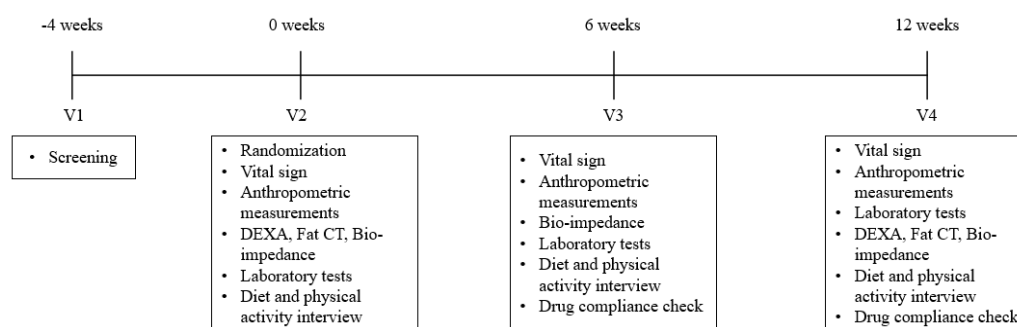 -4 weeks
0 weeks
6 weeks
12 weeks
V1
V2
V3
V4
• Screening
• Randomization
• Vital sign
• Anthropometric
measurements
• DEXA, Fat CT, Bio-
impedance
• Laboratory tests
• Diet and physical
activity interview
• Vital sign
• Anthropometric
measurements
• Bio-impedance
• Laboratory tests
• Diet and physical
activity interview
• Drug compliance check
• Vital sign
• Anthropometric
measurements
• Laboratory tests
• DEXA, Fat CT, Bio-
impedance
• Diet and physical
activity interview
• Drug compliance check